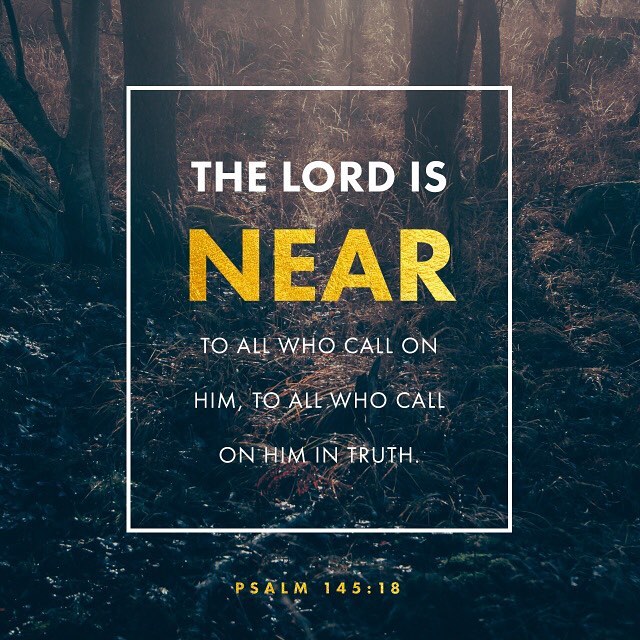 THE LORD IS
NEAR
TO ALL WHO CALL ON
HIM, TO ALL WHO CALL
ON HIM IN TRUTH.
PSALM 145:18